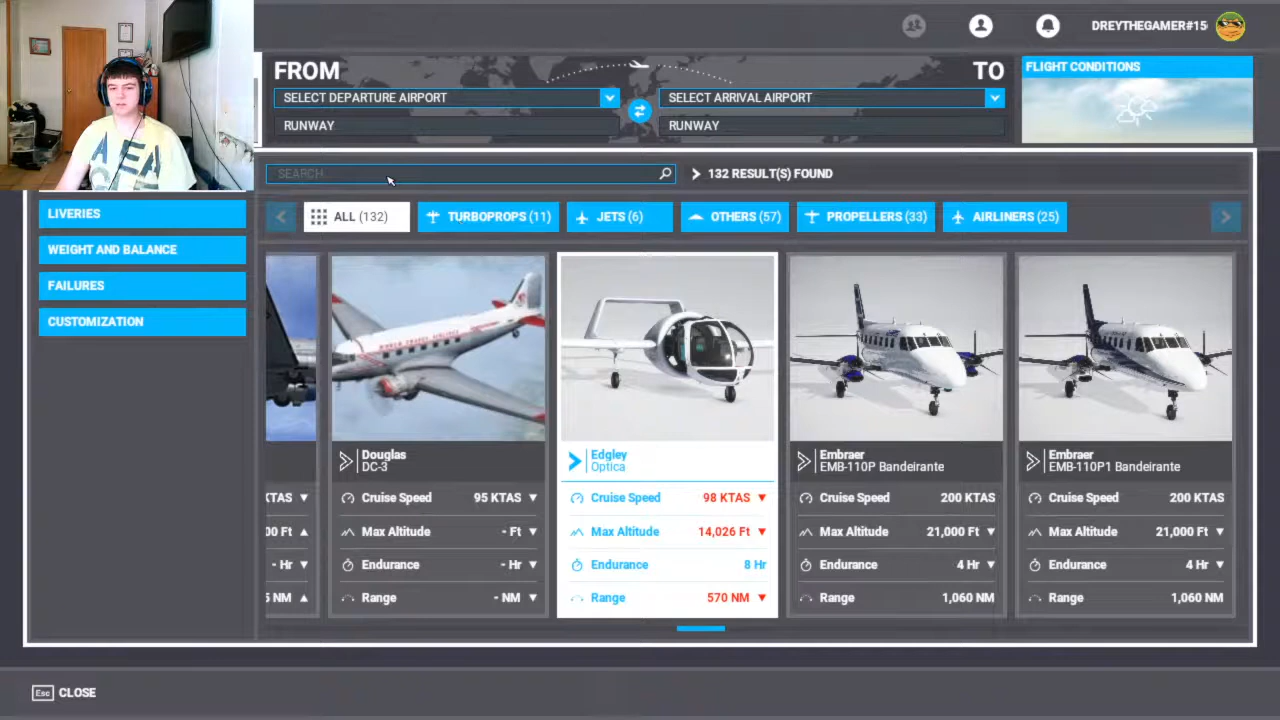 DREYTHEGAMER#15
FROM
TO
SELECT DEPARTURE AIRPORT
SELECT ARRIVAL AIRPORT
RUNWAY
RUNWAY
FLIGHT CONDITIONS
SEARCH...
132 RESULT(S) FOUND
LIVERIES
WEIGHT AND BALANCE
FAILURES
CUSTOMIZATION
ALL (132)
TURBOPROPS (11)
JETS (6)
OTHERS (57)
PROPELLERS (33)
AIRLINERS (25)
KTAS
00 Ft
- Hr
5 NM
Douglas
DC-3
Cruise Speed 95 KTAS
Max Altitude - Ft
Endurance - Hr
Range - NM
Edgley
Optica
Cruise Speed 98 KTAS
Max Altitude 14,026 Ft
Endurance 8 Hr
Range 570 NM
Embraer
EMB-110P Bandeirante
Cruise Speed 200 KTAS
Max Altitude 21,000 Ft
Endurance 4 Hr
Range 1,060 NM
Embraer
EMB-110P1 Bandeirante
Cruise Speed 200 KTAS
Max Altitude 21,000 Ft
Endurance 4 Hr
Range 1,060 NM
Esc CLOSE